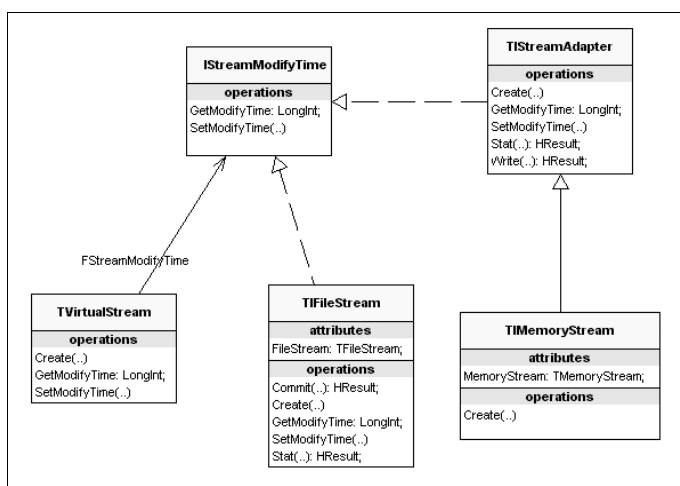 IStreamModifyTime
operations
GetModifyTime: LongInt;
SetModifyTime(..)
TIStreamAdapter
operations
Create(..)
GetModifyTime: LongInt;
SetModifyTime(..)
Stat(..): HResult;
Write(..): HResult;
FStreamModifyTime
TVirtualStream
operations
Create(..)
GetModifyTime: LongInt;
SetModifyTime(..)
TIFileStream
attributes
FileStream: TFileStream;
operations
Commit(..): HResult;
Create(..)
GetModifyTime: LongInt;
SetModifyTime(..)
Stat(..): HResult;
TIMemoryStream
attributes
MemoryStream: TMemoryStream;
operations
Create(..)